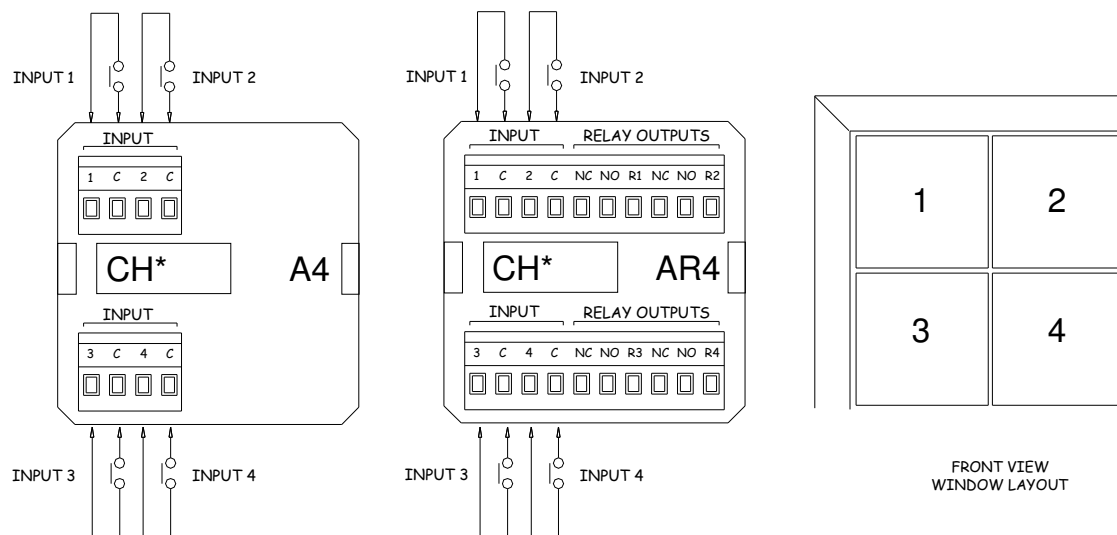 INPUT 1
INPUT 2
INPUT
1 C 2 C
CH* A4
INPUT
3 C 4 C
INPUT 3
INPUT 4
INPUT 1
INPUT 2
INPUT RELAY OUTPUTS
1 C 2 C NC NO R1 NC NO R2
CH* AR4
INPUT RELAY OUTPUTS
3 C 4 C NC NO R3 NC NO R4
INPUT 3
INPUT 4
1 2
3 4
FRONT VIEW
WINDOW LAYOUT